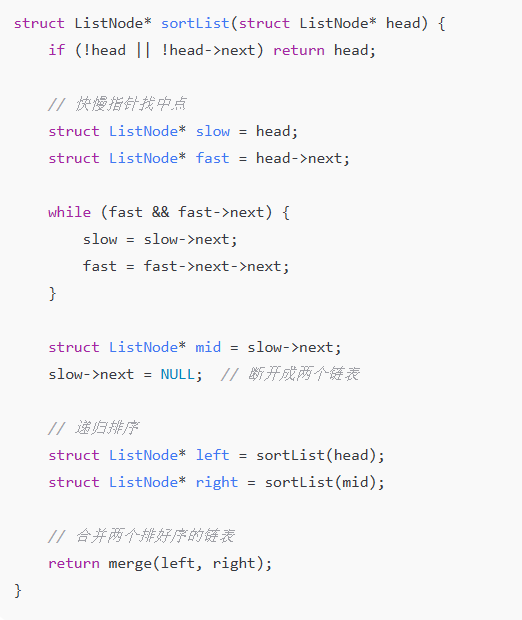 struct ListNode* sortList(struct ListNode* head) {
    if (!head || !head->next) return head;

    // 快慢指针找中点
    struct ListNode* slow = head;
    struct ListNode* fast = head->next;

    while (fast && fast->next) {
        slow = slow->next;
        fast = fast->next->next;
    }

    struct ListNode* mid = slow->next;
    slow->next = NULL;  // 断开成两个链表

    // 递归排序
    struct ListNode* left = sortList(head);
    struct ListNode* right = sortList(mid);

    // 合并两个排好序的链表
    return merge(left, right);
}